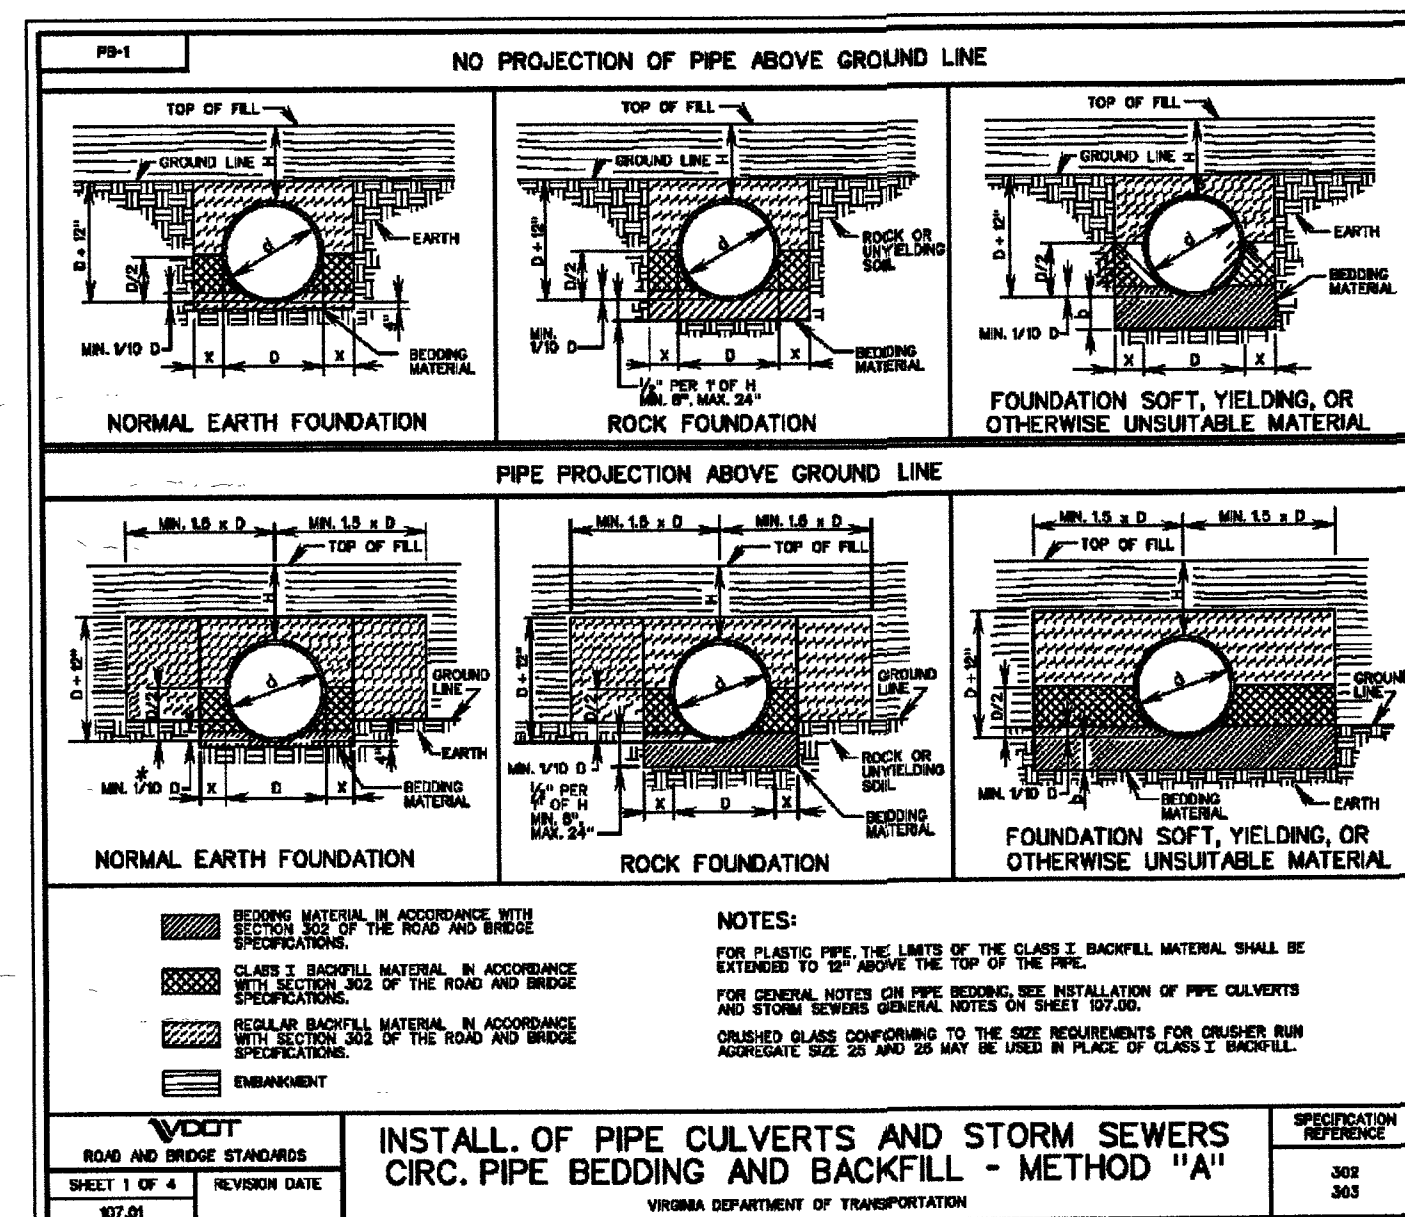 PB-1
NO PROJECTION OF PIPE ABOVE GROUND LINE
TOP OF FILL
GROUND LINE H
D + 12"
D/2
d
EARTH
4"
MIN. 1/10 D
X D X
BEDDING
MATERIAL
NORMAL EARTH FOUNDATION
TOP OF FILL
GROUND LINE H
D + 12"
D/2
d
ROCK OR
UNYIELDING
SOIL
MIN.
1/10 D
X D X
BEDDING
MATERIAL
1/2" PER 1' OF H
MIN. 8", MAX. 24"
ROCK FOUNDATION
TOP OF FILL
GROUND LINE H
D + 12"
D/2
d
EARTH
BEDDING
MATERIAL
MIN. 1/10 D
D
X D X
FOUNDATION SOFT, YIELDING, OR
OTHERWISE UNSUITABLE MATERIAL
PIPE PROJECTION ABOVE GROUND LINE
MIN. 1.5 x D MIN. 1.5 x D
TOP OF FILL
H
D + 12"
D/2
d
GROUND
LINE
EARTH
4"
MIN. 1/10 D
*
X D X
BEDDING
MATERIAL
NORMAL EARTH FOUNDATION
MIN. 1.5 x D MIN. 1.5 x D
TOP OF FILL
H
D + 12"
D/2
d
GROUND
LINE
ROCK OR
UNYIELDING
SOIL
MIN. 1/10 D
1/2" PER
1' OF H
MIN. 8",
MAX. 24"
X D X
BEDDING
MATERIAL
ROCK FOUNDATION
MIN. 1.5 x D MIN. 1.5 x D
TOP OF FILL
H
D + 12"
D/2
d
GROUND
LINE
MIN. 1/10 D
D
BEDDING
MATERIAL
EARTH
FOUNDATION SOFT, YIELDING, OR
OTHERWISE UNSUITABLE MATERIAL
BEDDING MATERIAL IN ACCORDANCE WITH
SECTION 302 OF THE ROAD AND BRIDGE
SPECIFICATIONS.
CLASS I BACKFILL MATERIAL IN ACCORDANCE
WITH SECTION 302 OF THE ROAD AND BRIDGE
SPECIFICATIONS.
REGULAR BACKFILL MATERIAL IN ACCORDANCE
WITH SECTION 302 OF THE ROAD AND BRIDGE
SPECIFICATIONS.
EMBANKMENT
NOTES:
FOR PLASTIC PIPE, THE LIMITS OF THE CLASS I BACKFILL MATERIAL SHALL BE
EXTENDED TO 12" ABOVE THE TOP OF THE PIPE.
FOR GENERAL NOTES ON PIPE BEDDING, SEE INSTALLATION OF PIPE CULVERTS
AND STORM SEWERS GENERAL NOTES ON SHEET 107.00.
CRUSHED GLASS CONFORMING TO THE SIZE REQUIREMENTS FOR CRUSHER RUN
AGGREGATE SIZE 25 AND 26 MAY BE USED IN PLACE OF CLASS I BACKFILL.
VDOT
ROAD AND BRIDGE STANDARDS
SHEET 1 OF 4 REVISION DATE
107.01
INSTALL. OF PIPE CULVERTS AND STORM SEWERS
CIRC. PIPE BEDDING AND BACKFILL - METHOD "A"
VIRGINIA DEPARTMENT OF TRANSPORTATION
SPECIFICATION
REFERENCE
302
303